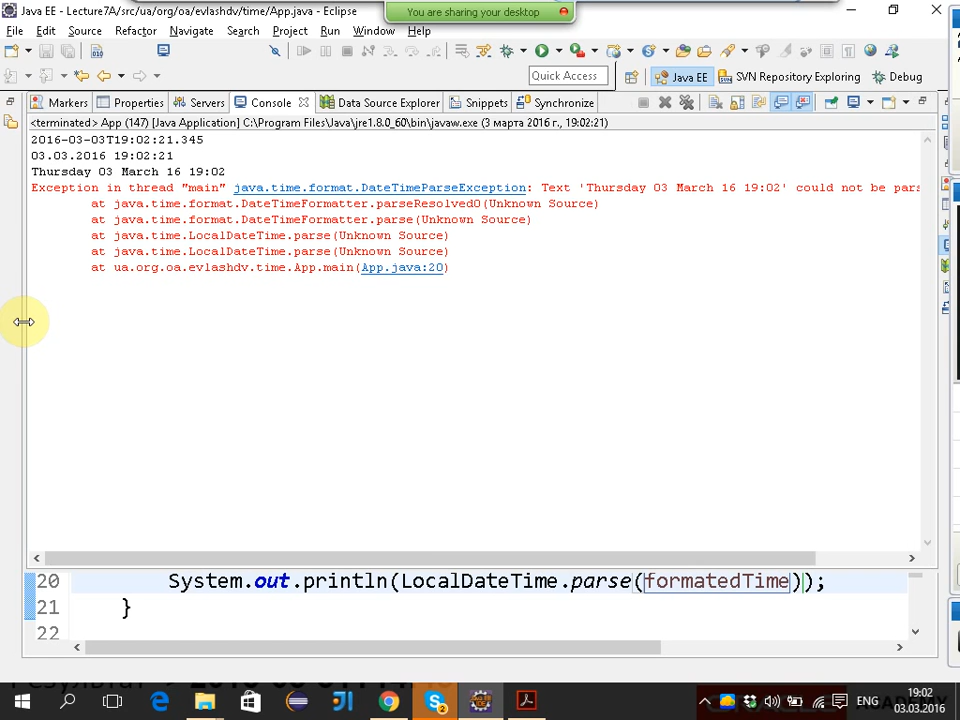 Java EE - Lecture7A/src/ua/org/oa/evlashdv/time/App.java - Eclipse
You are sharing your desktop
File Edit Source Refactor Navigate Search Project Run Window Help
Quick Access Java EE SVN Repository Exploring Debug
Markers Properties Servers Console Data Source Explorer Snippets Synchronize
<terminated> App (147) [Java Application] C:\Program Files\Java\jre1.8.0_60\bin\javaw.exe (3 марта 2016 г., 19:02:21)
2016-03-03T19:02:21.345
03.03.2016 19:02:21
Thursday 03 March 16 19:02
Exception in thread "main" java.time.format.DateTimeParseException: Text 'Thursday 03 March 16 19:02' could not be pars
at java.time.format.DateTimeFormatter.parseResolved0(Unknown Source)
at java.time.format.DateTimeFormatter.parse(Unknown Source)
at java.time.LocalDateTime.parse(Unknown Source)
at java.time.LocalDateTime.parse(Unknown Source)
at ua.org.oa.evlashdv.time.App.main(App.java:20)
20 System.out.println(LocalDateTime.parse(formatedTime));
21 }
22
ENG
19:02
03.03.2016